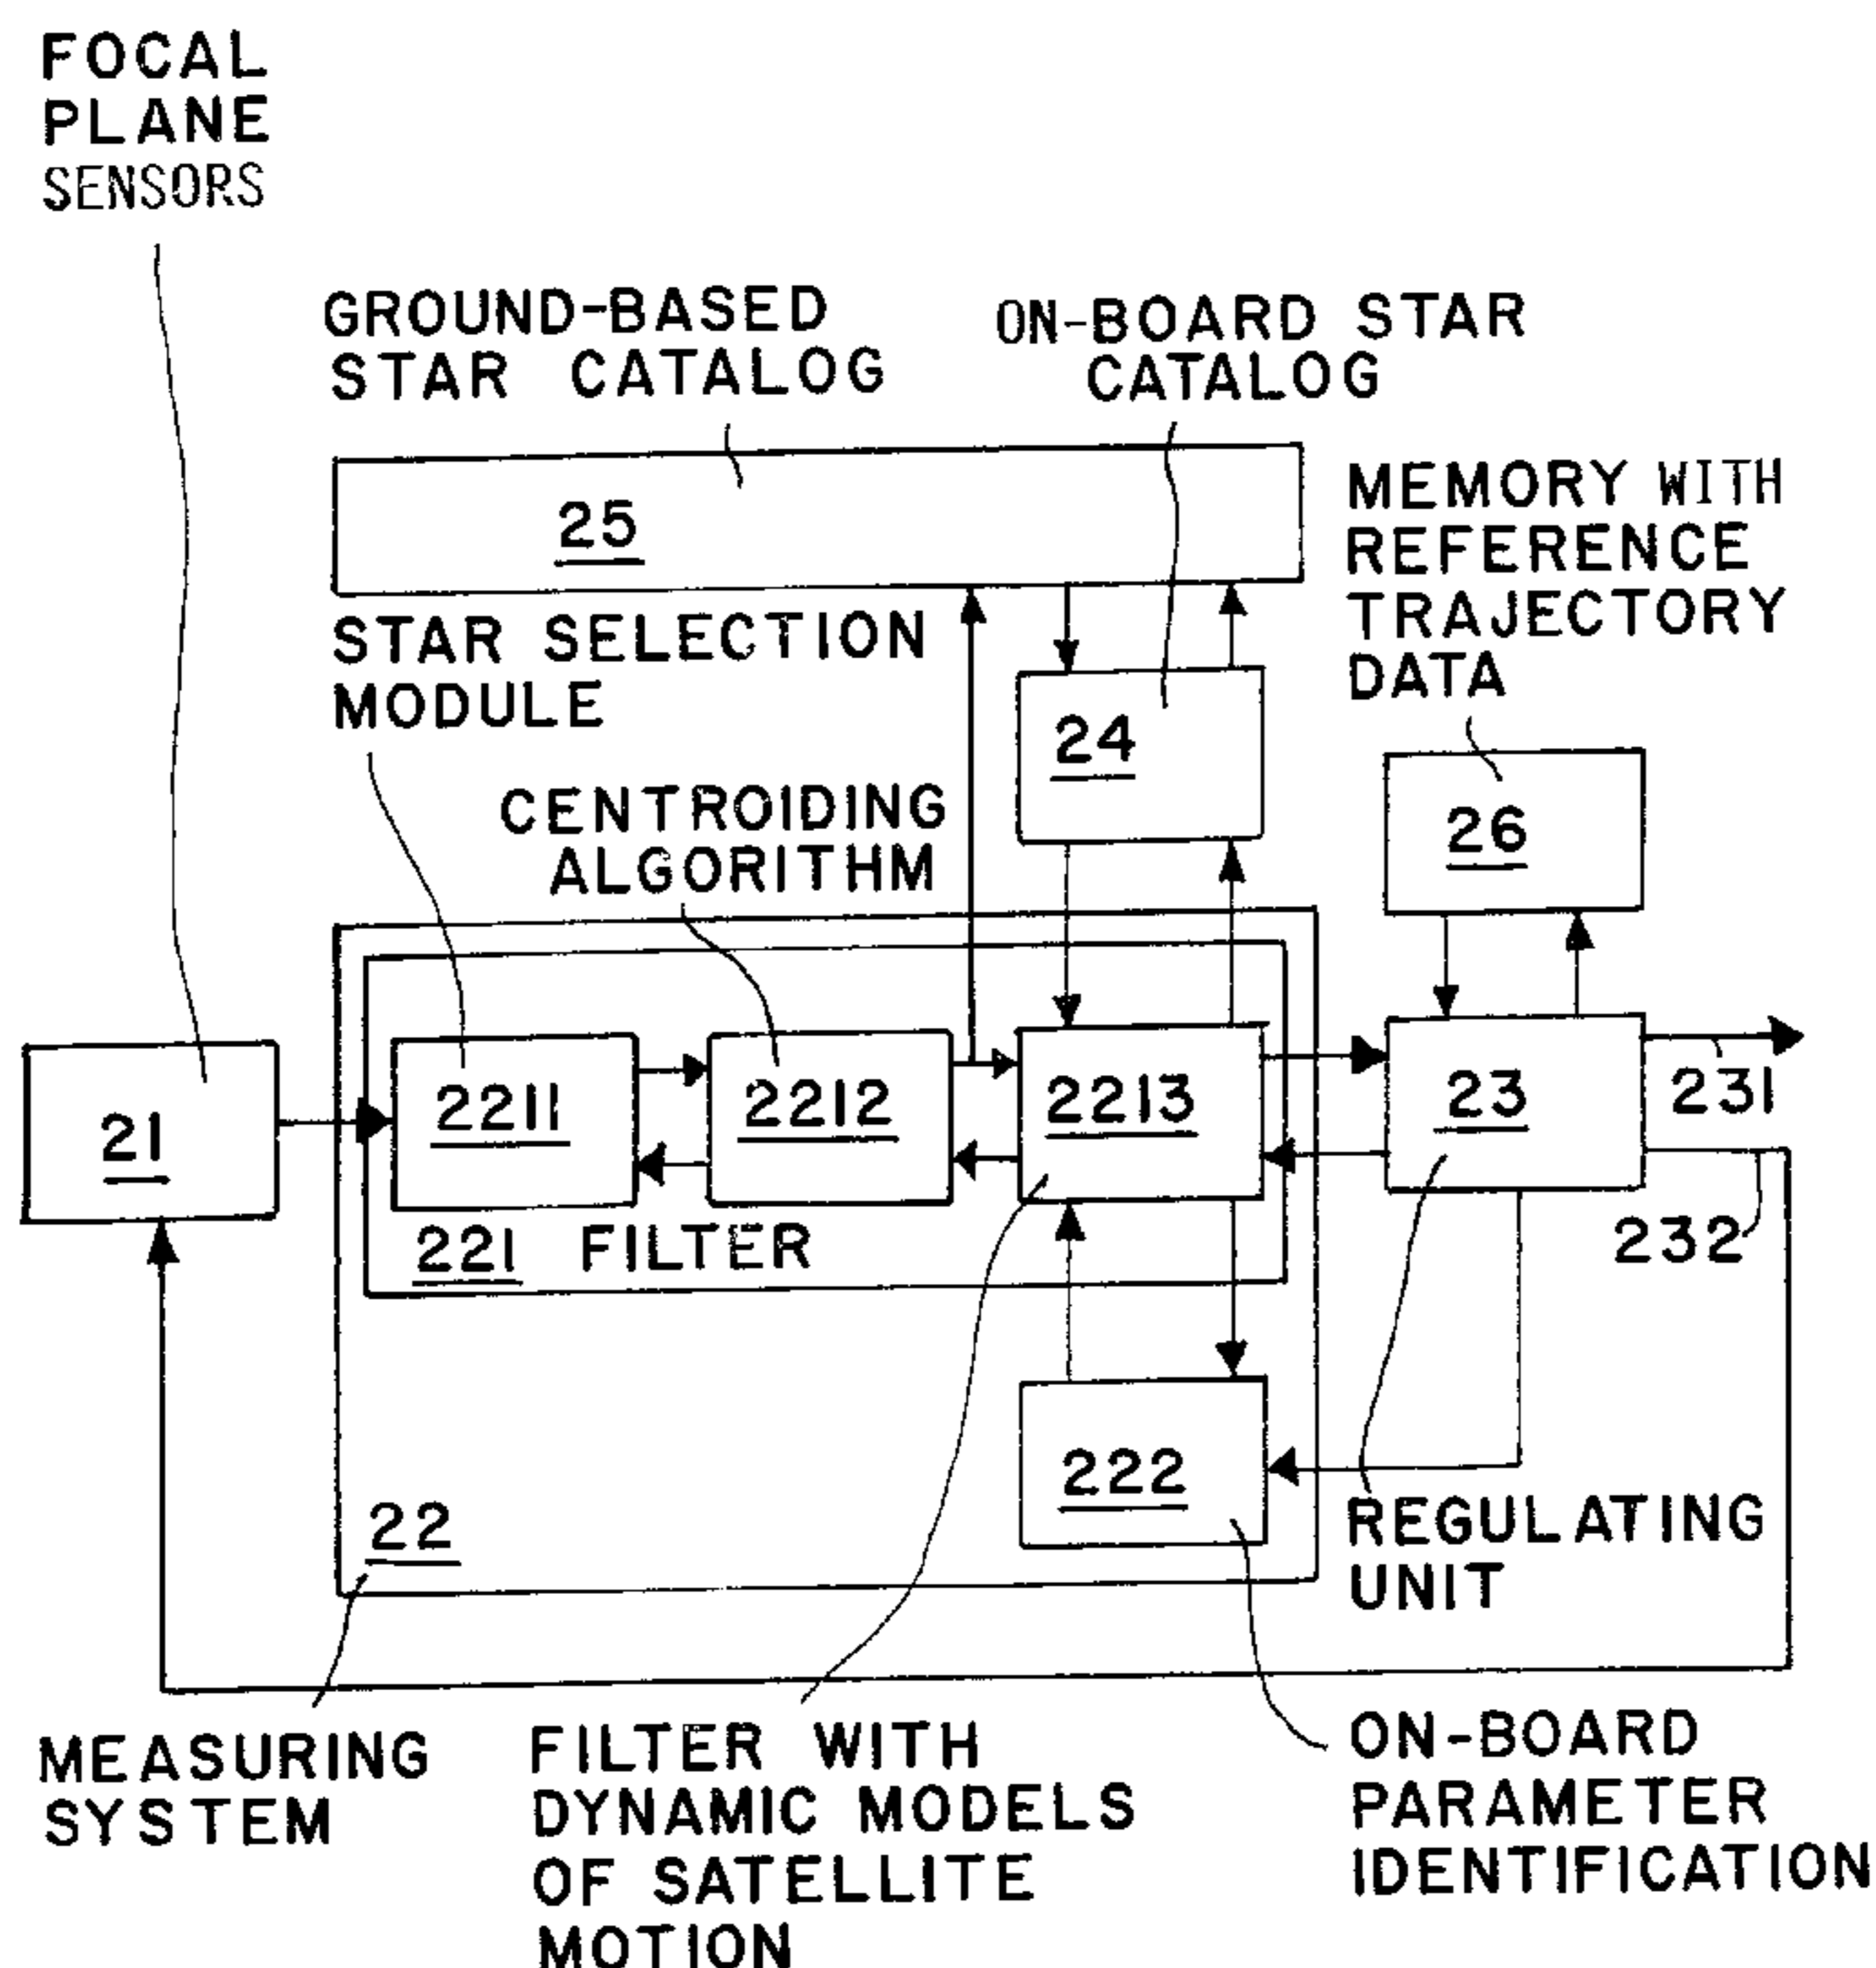 FOCAL
PLANE
SENSORS
GROUND-BASED
STAR CATALOG
ON-BOARD STAR
CATALOG
25
MEMORY WITH
REFERENCE
TRAJECTORY
DATA
STAR SELECTION
MODULE
24
CENTROIDING
ALGORITHM
26
21
2211
2212
2213
23
231
221 FILTER
232
222
22
REGULATING
UNIT
MEASURING
SYSTEM
FILTER WITH
DYNAMIC MODELS
OF SATELLITE
MOTION
ON-BOARD
PARAMETER
IDENTIFICATION